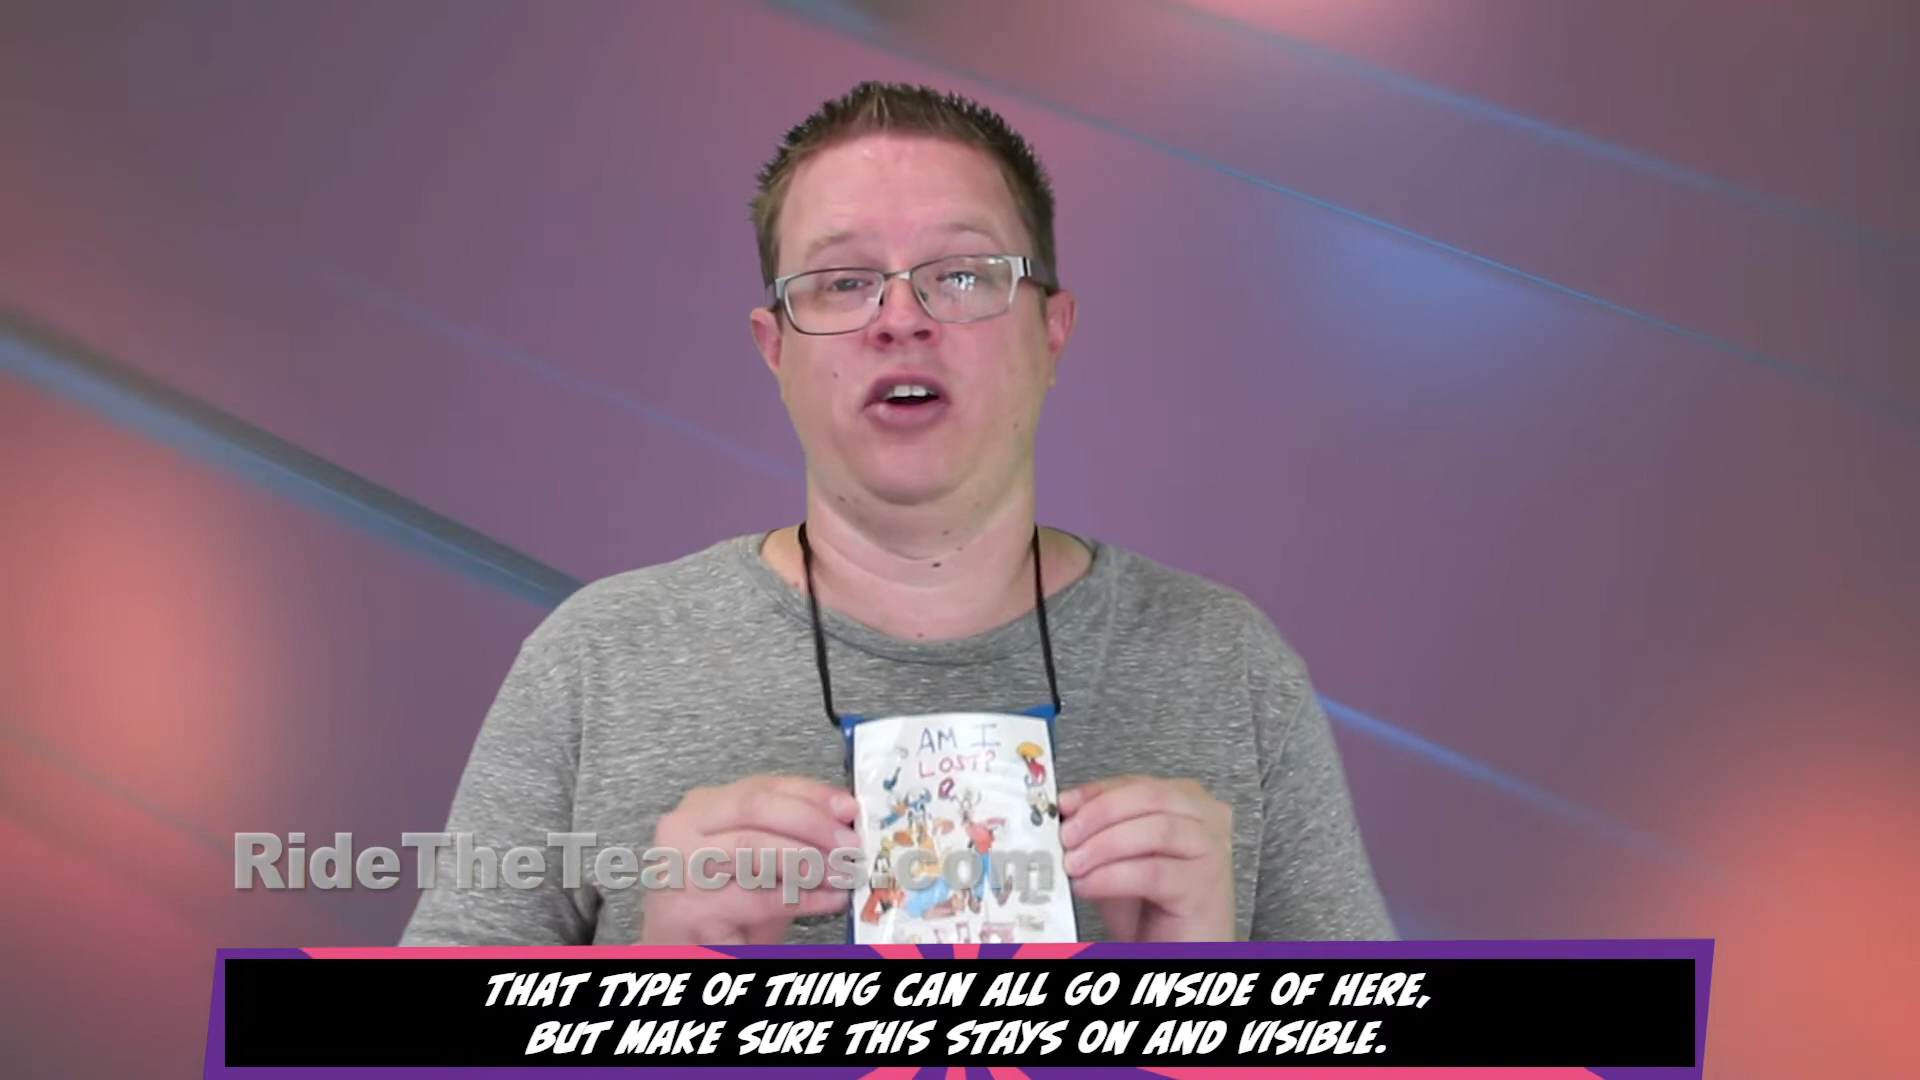 AM I
LOST?
RideTheTeacups.com
THAT TYPE OF THING CAN ALL GO INSIDE OF HERE,
BUT MAKE SURE THIS STAYS ON AND VISIBLE.